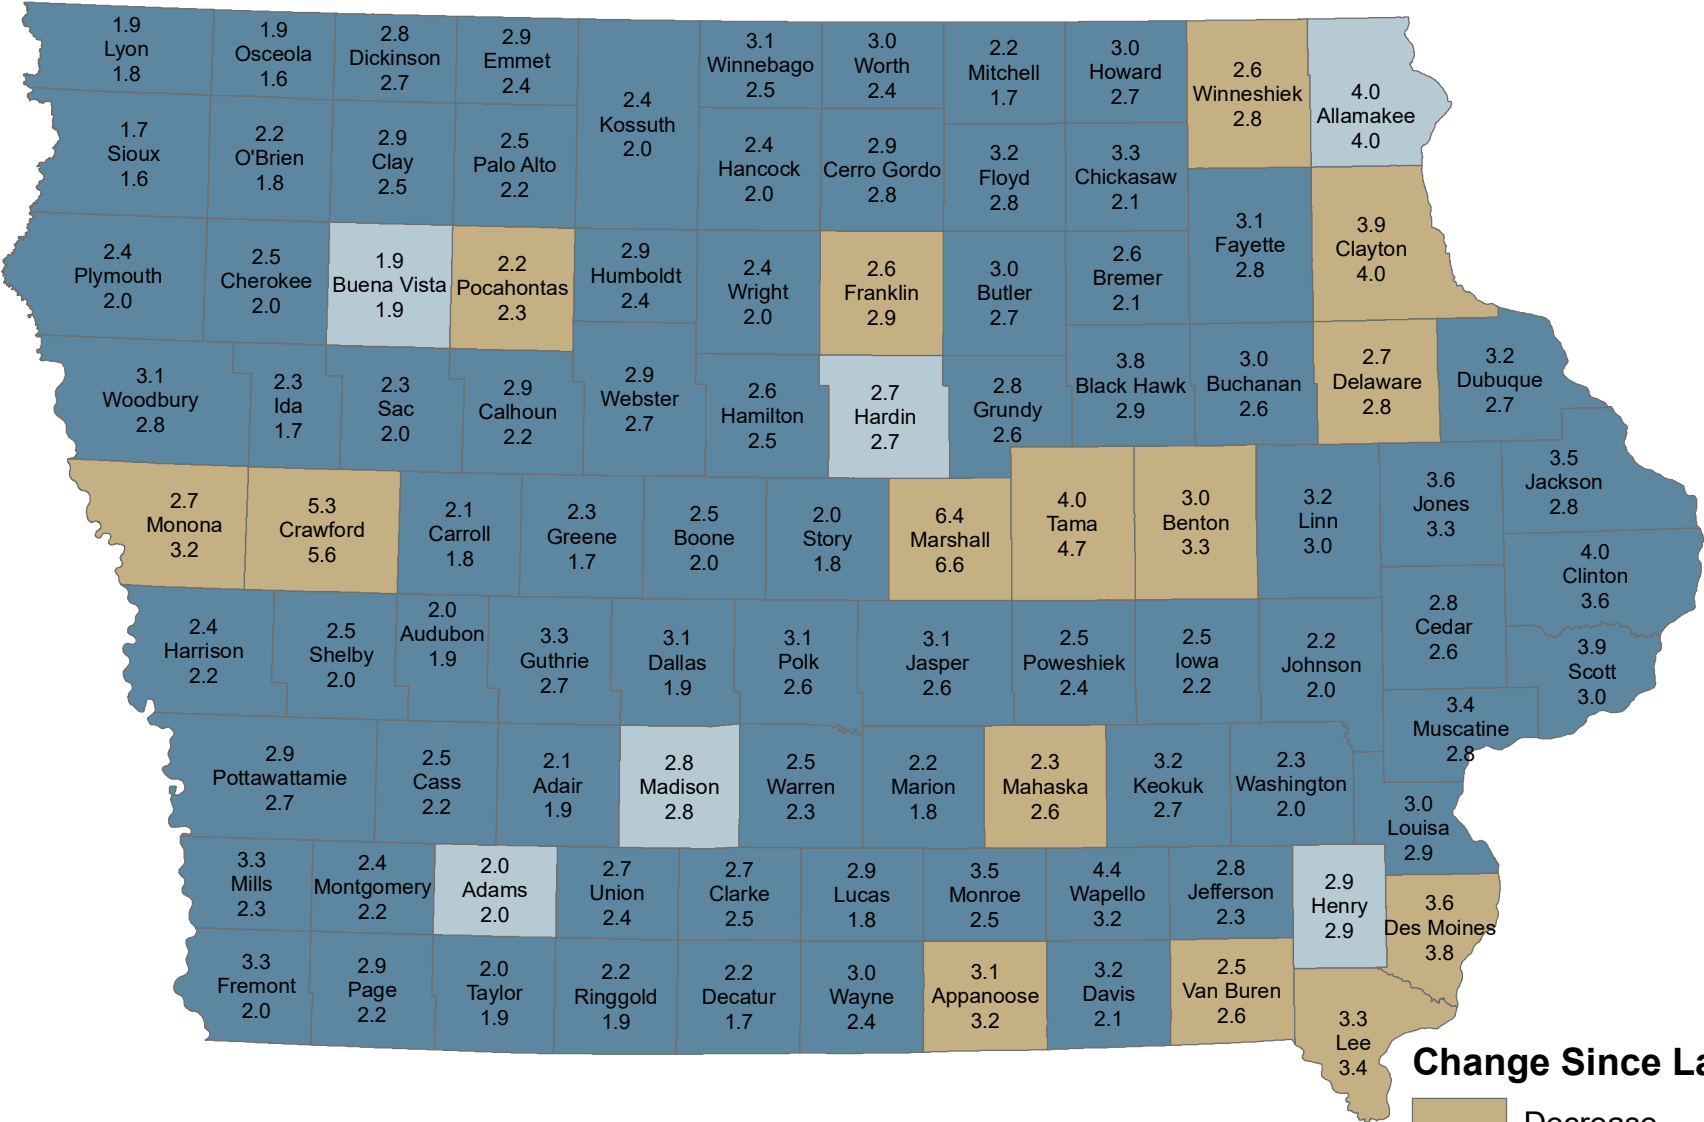 1.9
Lyon
1.8
1.9
Osceola
1.6
2.8
Dickinson
2.7
2.9
Emmet
2.4
2.4
Kossuth
2.0
3.1
Winnebago
2.5
3.0
Worth
2.4
2.2
Mitchell
1.7
3.0
Howard
2.7
2.6
Winneshiek
2.8
4.0
Allamakee
4.0
1.7
Sioux
1.6
2.2
O'Brien
1.8
2.9
Clay
2.5
2.5
Palo Alto
2.2
2.4
Hancock
2.0
2.9
Cerro Gordo
2.8
3.2
Floyd
2.8
3.3
Chickasaw
2.1
3.1
Fayette
2.8
3.9
Clayton
4.0
2.4
Plymouth
2.0
2.5
Cherokee
2.0
1.9
Buena Vista
1.9
2.2
Pocahontas
2.3
2.9
Humboldt
2.4
2.4
Wright
2.0
2.6
Franklin
2.9
3.0
Butler
2.7
2.6
Bremer
2.1
3.1
Woodbury
2.8
2.3
Ida
1.7
2.3
Sac
2.0
2.9
Calhoun
2.2
2.9
Webster
2.7
2.6
Hamilton
2.5
2.7
Hardin
2.7
2.8
Grundy
2.6
3.8
Black Hawk
2.9
3.0
Buchanan
2.6
2.7
Delaware
2.8
3.2
Dubuque
2.7
2.7
Monona
3.2
5.3
Crawford
5.6
2.1
Carroll
1.8
2.3
Greene
1.7
2.5
Boone
2.0
2.0
Story
1.8
6.4
Marshall
6.6
4.0
Tama
4.7
3.0
Benton
3.3
3.2
Linn
3.0
3.6
Jones
3.3
3.5
Jackson
2.8
4.0
Clinton
3.6
2.4
Harrison
2.2
2.5
Shelby
2.0
2.0
Audubon
1.9
3.3
Guthrie
2.7
3.1
Dallas
1.9
3.1
Polk
2.6
3.1
Jasper
2.6
2.5
Poweshiek
2.4
2.5
Iowa
2.2
2.2
Johnson
2.0
2.8
Cedar
2.6
3.9
Scott
3.0
3.4
Muscatine
2.8
2.9
Pottawattamie
2.7
2.5
Cass
2.2
2.1
Adair
1.9
2.8
Madison
2.8
2.5
Warren
2.3
2.2
Marion
1.8
2.3
Mahaska
2.6
3.2
Keokuk
2.7
2.3
Washington
2.0
3.0
Louisa
2.9
3.3
Mills
2.3
2.4
Montgomery
2.2
2.0
Adams
2.0
2.7
Union
2.4
2.7
Clarke
2.5
2.9
Lucas
1.8
3.5
Monroe
2.5
4.4
Wapello
3.2
2.8
Jefferson
2.3
2.9
Henry
2.9
3.6
Des Moines
3.8
3.3
Fremont
2.0
2.9
Page
2.2
2.0
Taylor
1.9
2.2
Ringgold
1.9
2.2
Decatur
1.7
3.0
Wayne
2.4
3.1
Appanoose
3.2
3.2
Davis
2.1
2.5
Van Buren
2.6
3.3
Lee
3.4
Change Since La
Decrease